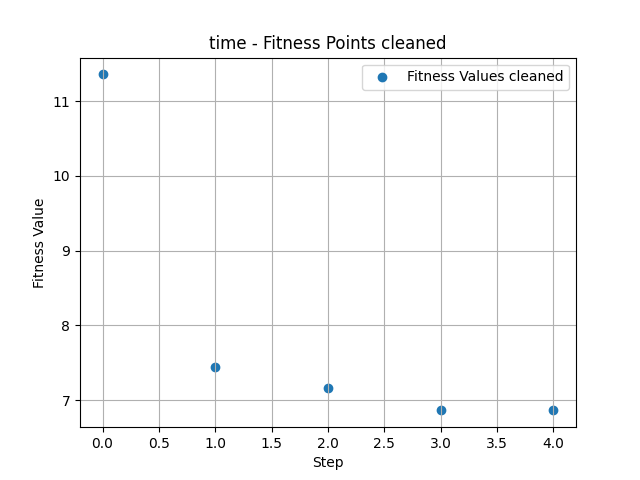 time - Fitness Points cleaned
Fitness Values cleaned
11
10
9
8
7
Fitness Value
0.0 0.5 1.0 1.5 2.0 2.5 3.0 3.5 4.0
Step